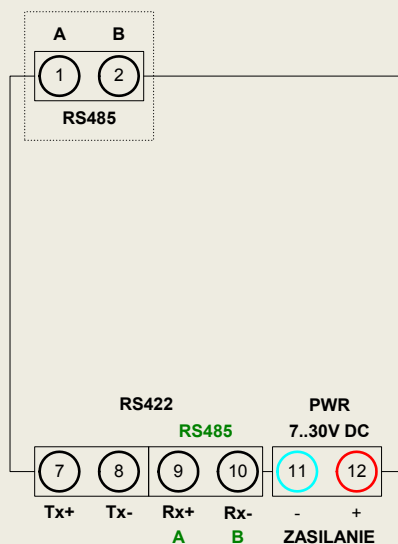 A B
1 2
RS485
RS422 PWR
RS485 7..30V DC
7 8 9 10 11 12
Tx+ Tx- Rx+ Rx- - +
A B ZASILANIE